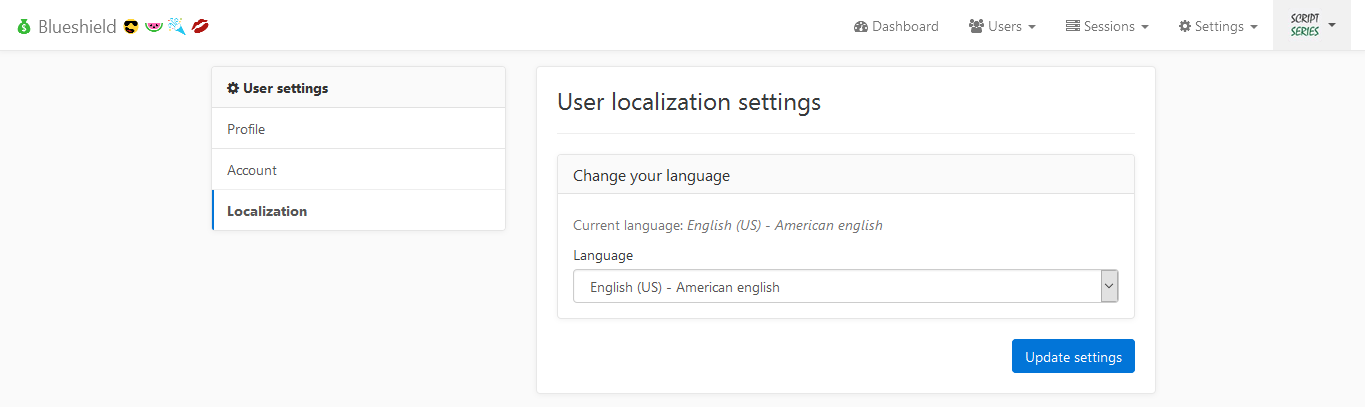 Blueshield
Dashboard
Users
Sessions
Settings
SCRIPT
SERIES
User settings
Profile
Account
Localization
User localization settings
Change your language
Current language: English (US) - American english
Language
English (US) - American english
Update settings